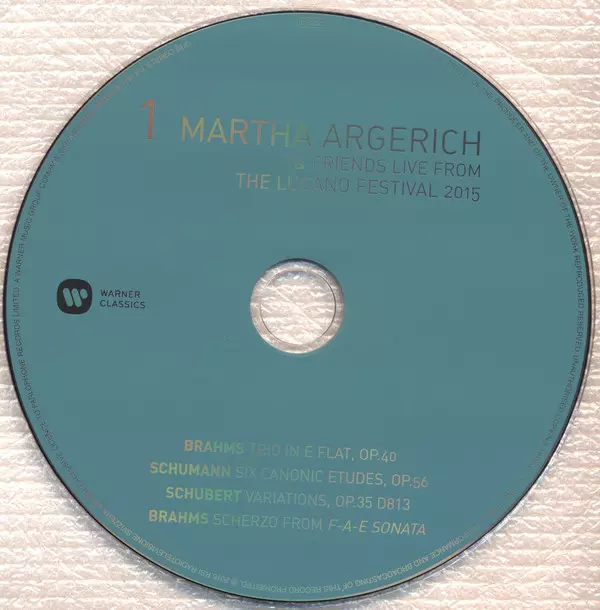 1
MARTHA ARGERICH
& FRIENDS LIVE FROM
THE LUGANO FESTIVAL 2015
WARNER
CLASSICS
BRAHMS TRIO IN E FLAT, OP.40
SCHUMANN SIX CANONIC ETUDES, OP.56
SCHUBERT VARIATIONS, OP.35 D813
BRAHMS SCHERZO FROM F-A-E SONATA